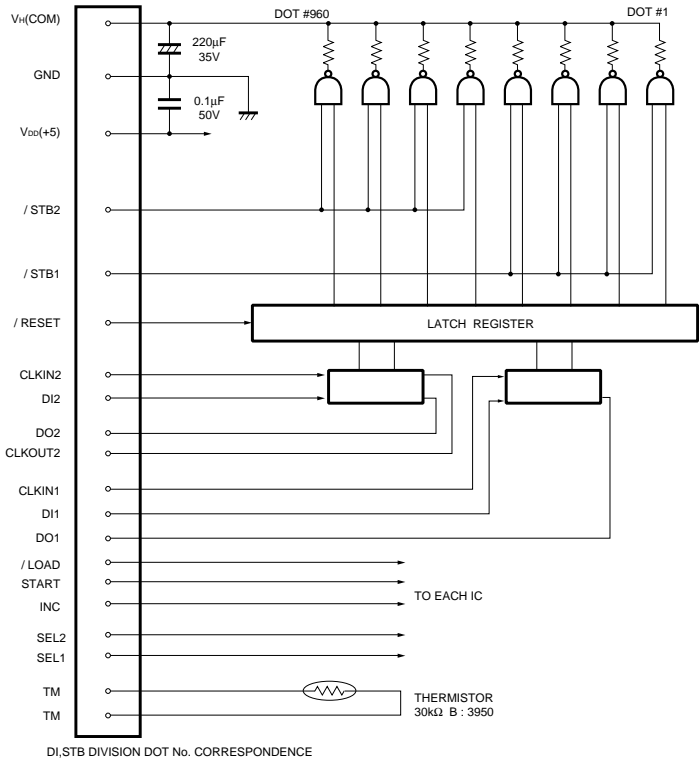 VH(COM)
DOT #960
DOT #1
220µF
35V
GND
0.1µF
50V
VDD(+5)
/ STB2
/ STB1
/ RESET
LATCH REGISTER
CLKIN2
DI2
DO2
CLKOUT2
CLKIN1
DI1
DO1
/ LOAD
START
TO EACH IC
INC
SEL2
SEL1
TM
THERMISTOR
30kΩ B : 3950
TM
DI,STB DIVISION DOT No. CORRESPONDENCE